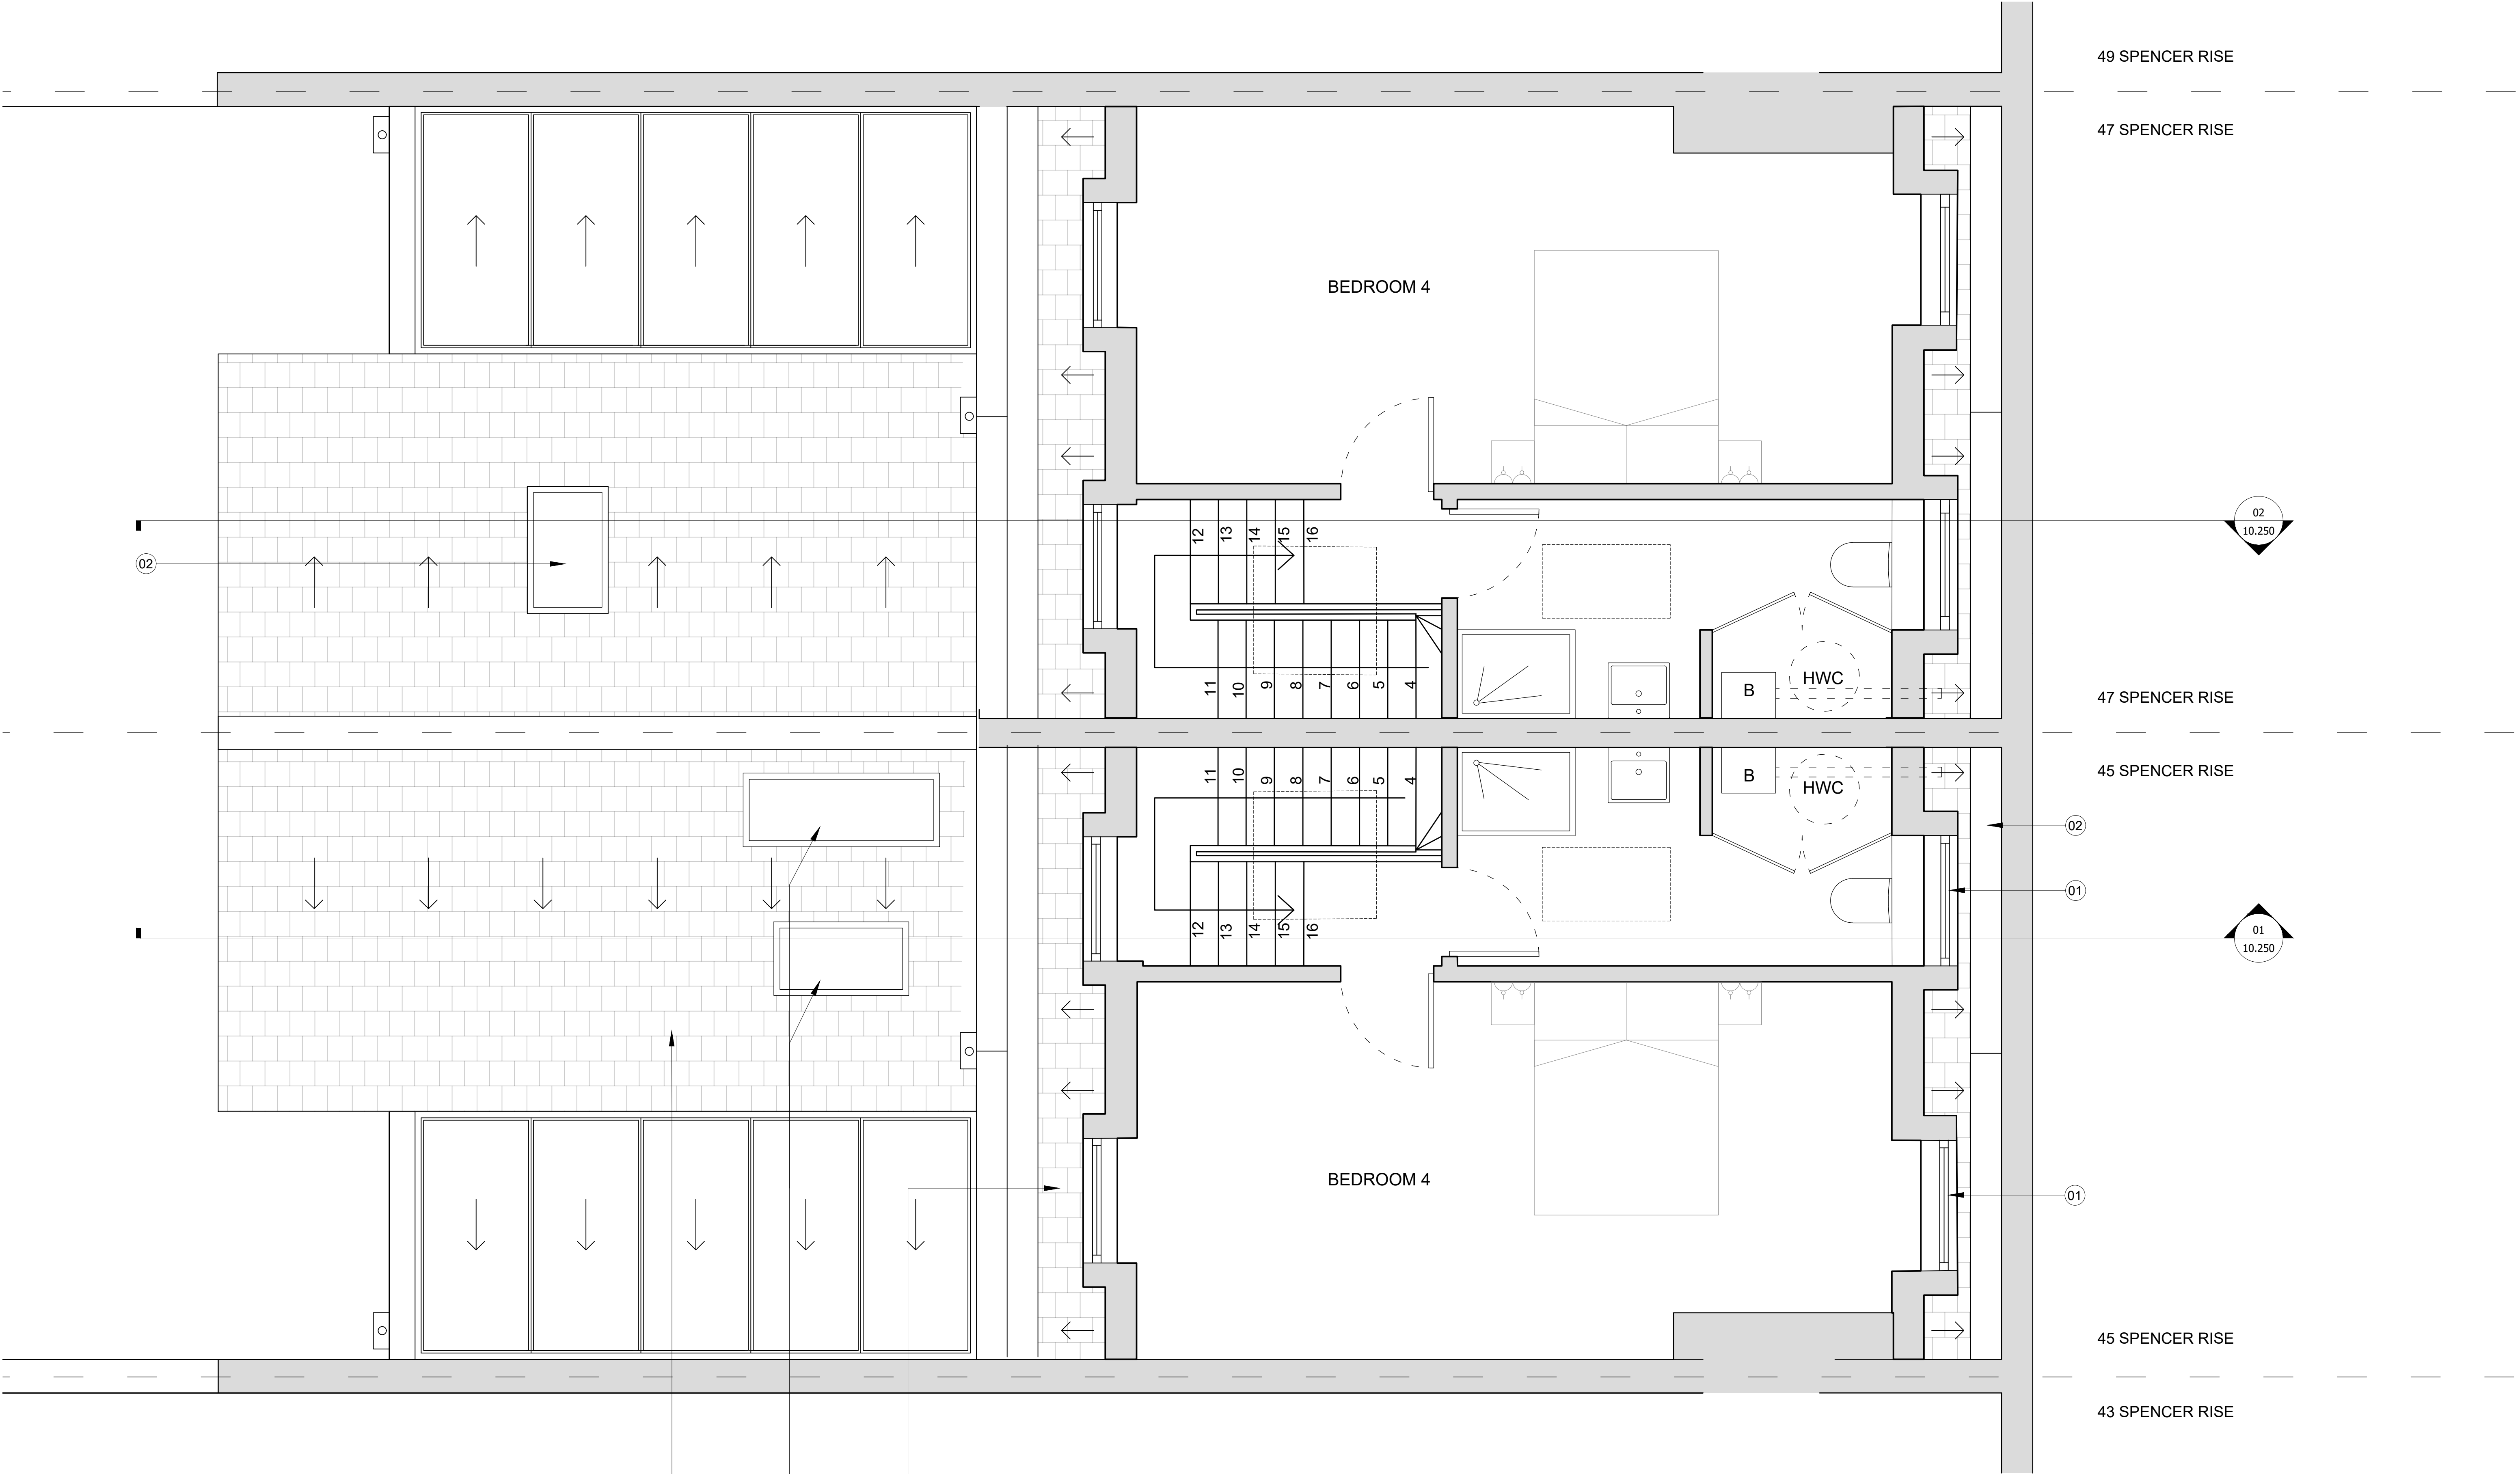 49 SPENCER RISE
47 SPENCER RISE
BEDROOM 4
02
10.250
02
12 13 14 15 16
11 10 9 8 7 6 5 4
B
HWC
47 SPENCER RISE
45 SPENCER RISE
11 10 9 8 7 6 5 4
B
HWC
02
01
12 13 14 15 16
01
10.250
BEDROOM 4
01
45 SPENCER RISE
43 SPENCER RISE